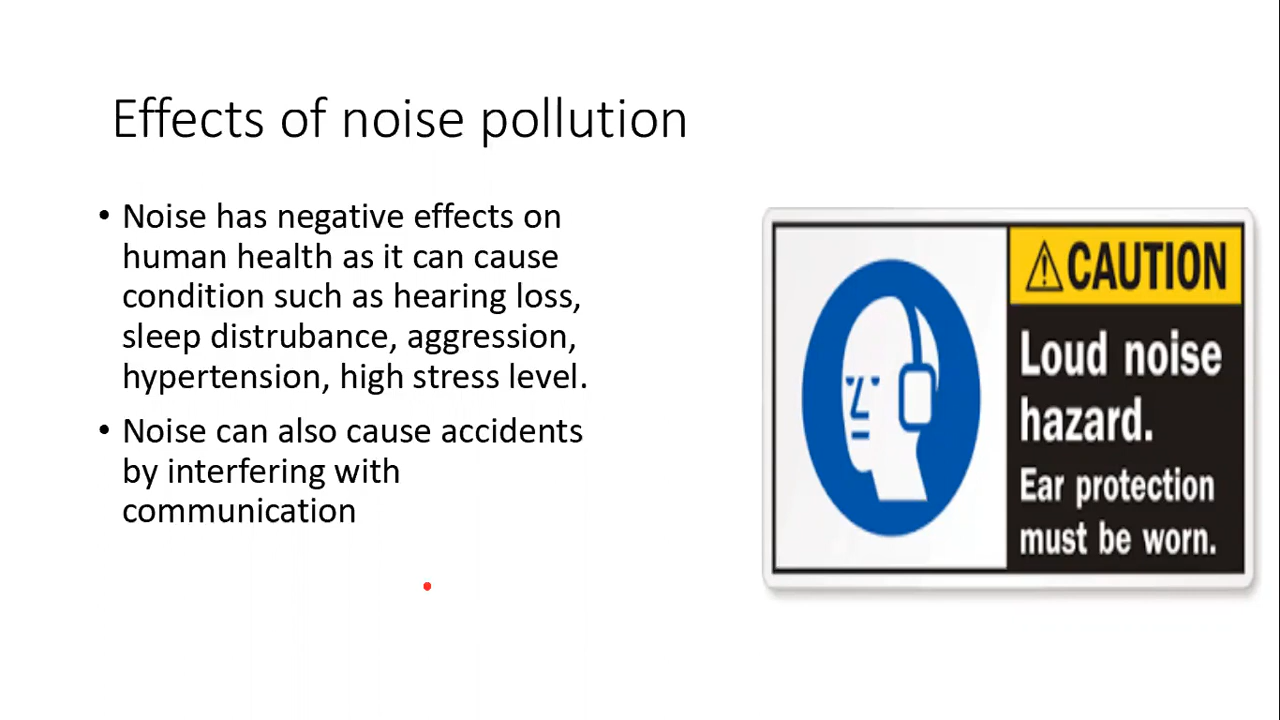 Effects of noise pollution
• Noise has negative effects on
human health as it can cause
condition such as hearing loss,
sleep distrubance, aggression,
hypertension, high stress level.
• Noise can also cause accidents
by interfering with
communication
CAUTION
Loud noise
hazard.
Ear protection
must be worn.